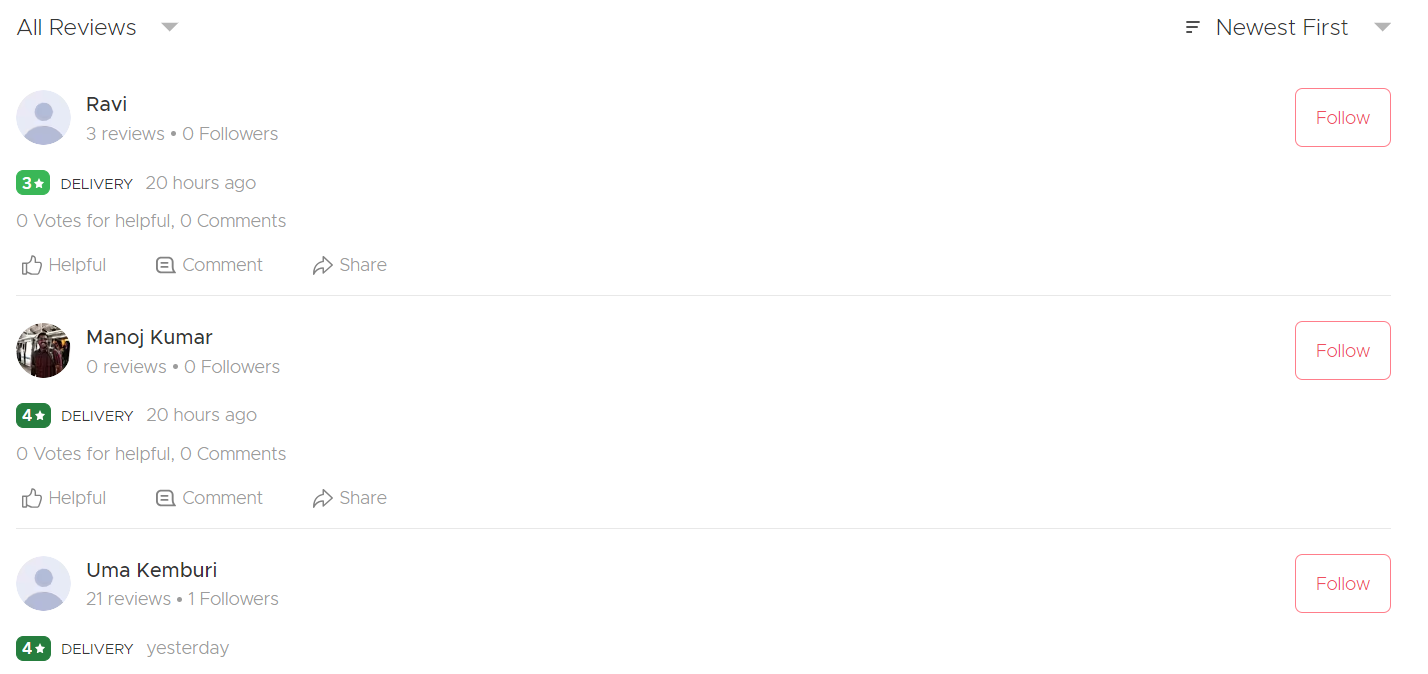 All Reviews
Newest First
Ravi
3 reviews • 0 Followers
Follow
3★ DELIVERY 20 hours ago
0 Votes for helpful, 0 Comments
Helpful Comment Share
Manoj Kumar
0 reviews • 0 Followers
Follow
4★ DELIVERY 20 hours ago
0 Votes for helpful, 0 Comments
Helpful Comment Share
Uma Kemburi
21 reviews • 1 Followers
Follow
4★ DELIVERY yesterday